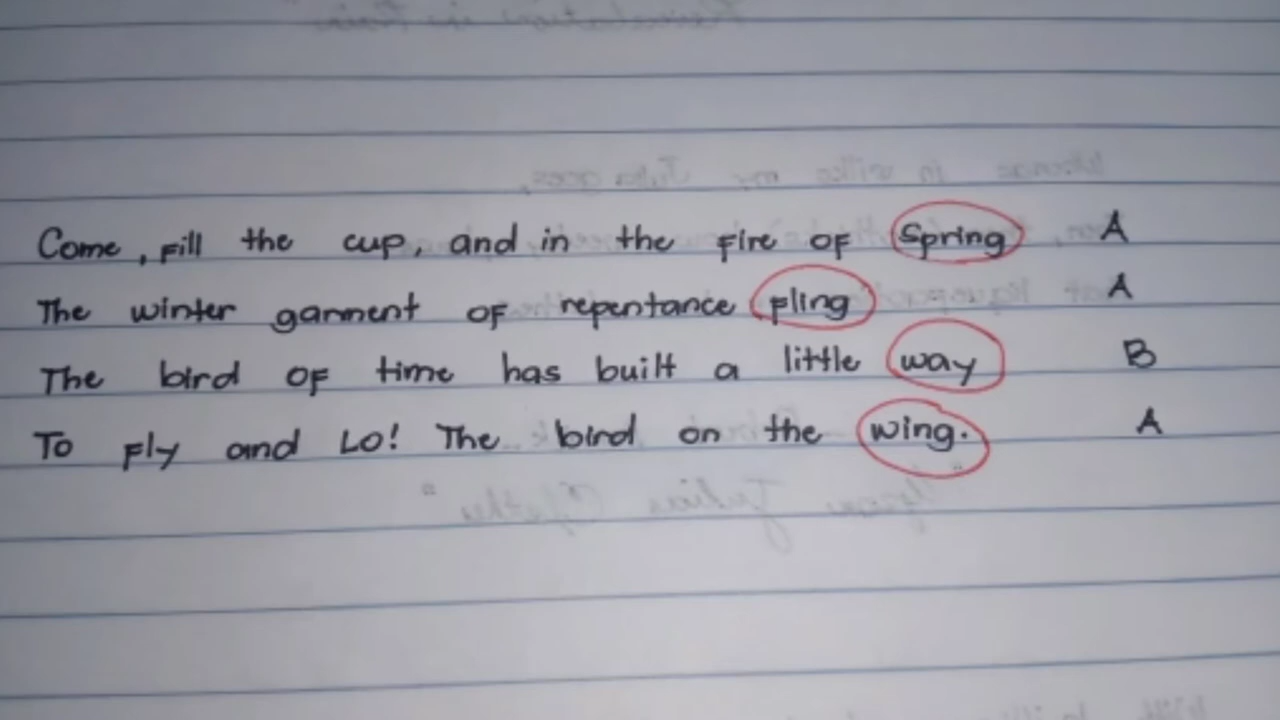 Come, fill the cup, and in the fire of Spring A
The winter garment of repentance fling A
The bird of time has built a little way B
To fly and Lo! The bird on the wing. A